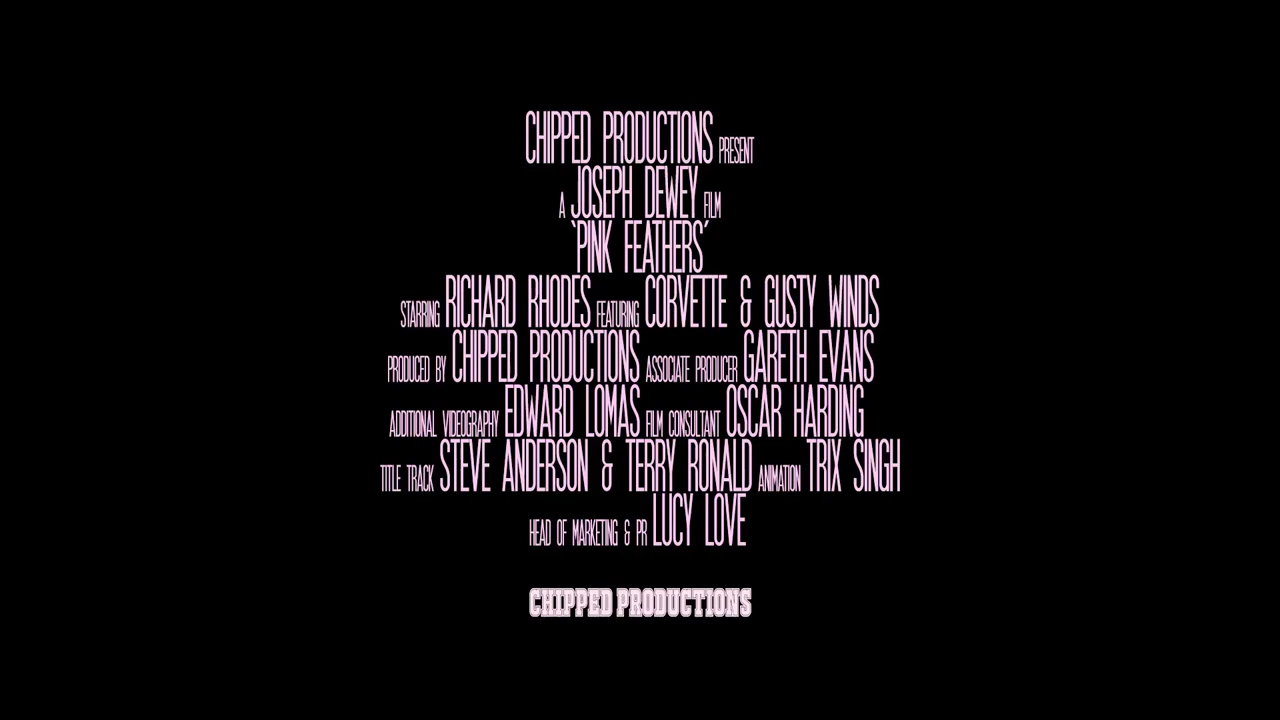 CHIPPED PRODUCTIONS PRESENT
A JOSEPH DEWEY FILM
'PINK FEATHERS'
STARRING RICHARD RHODES FEATURING CORVETTE & GUSTY WINDS
PRODUCED BY CHIPPED PRODUCTIONS ASSOCIATE PRODUCER GARETH EVANS
ADDITIONAL VIDEOGRAPHY EDWARD LOMAS FILM CONSULTANT OSCAR HARDING
TITLE TRACK STEVE ANDERSON & TERRY RONALD ANIMATION TRIX SINGH
HEAD OF MARKETING & PR LUCY LOVE
CHIPPED PRODUCTIONS